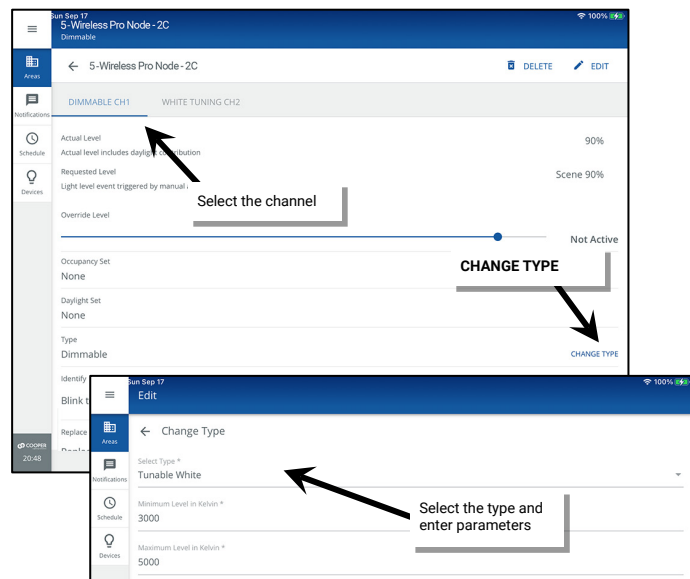 Sun Sep 17
100%
5-Wireless Pro Node - 2C
Dimmable
Areas
5-Wireless Pro Node - 2C
DELETE
EDIT
Notifications
DIMMABLE CH1
WHITE TUNING CH2
Schedule
Actual Level
90%
Actual level includes daylight contribution
Devices
Requested Level
Scene 90%
Light level event triggered by manual
Select the channel
Override Level
Not Active
CHANGE TYPE
Occupancy Set
None
Daylight Set
None
Type
Dimmable
CHANGE TYPE
Identify
Blink
Replace
COOPER
20:48
Sun Sep 17
100%
Edit
Areas
Change Type
Notifications
Select Type *
Tunable White
Schedule
Minimum Level in Kelvin *
3000
Select the type and
enter parameters
Devices
Maximum Level in Kelvin *
5000